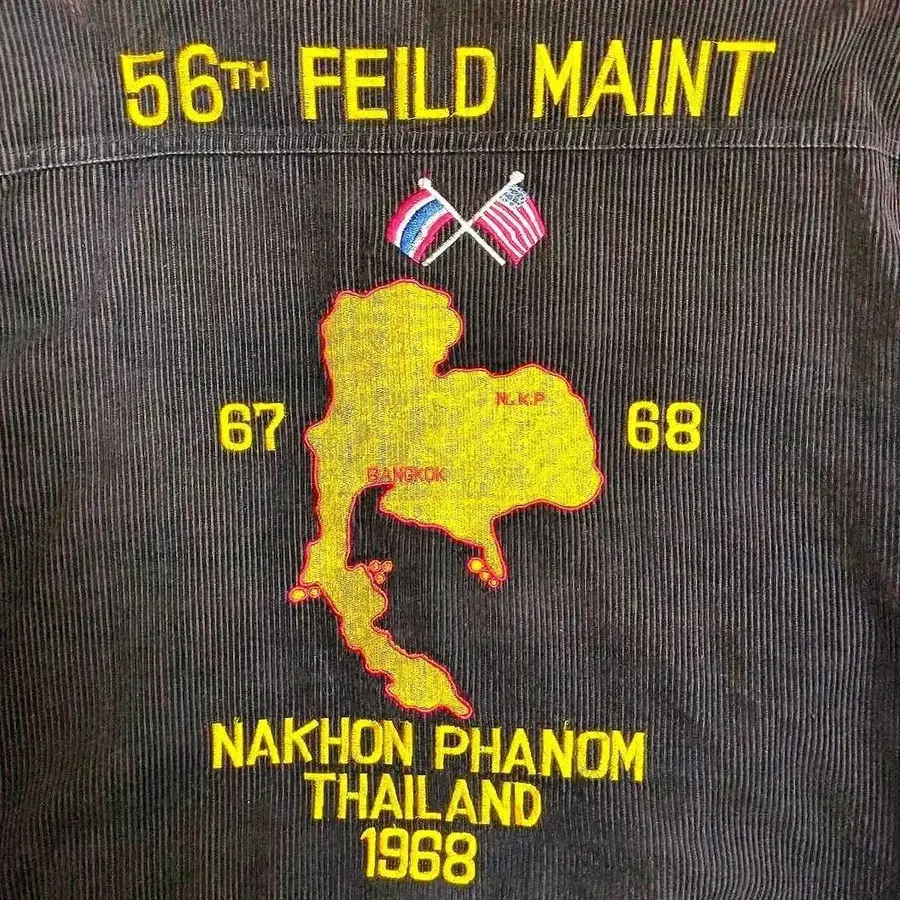 56TH FEILD MAINT
N.K.P
67
68
BANGKOK
NAKHON PHANOM
THAILAND
1968